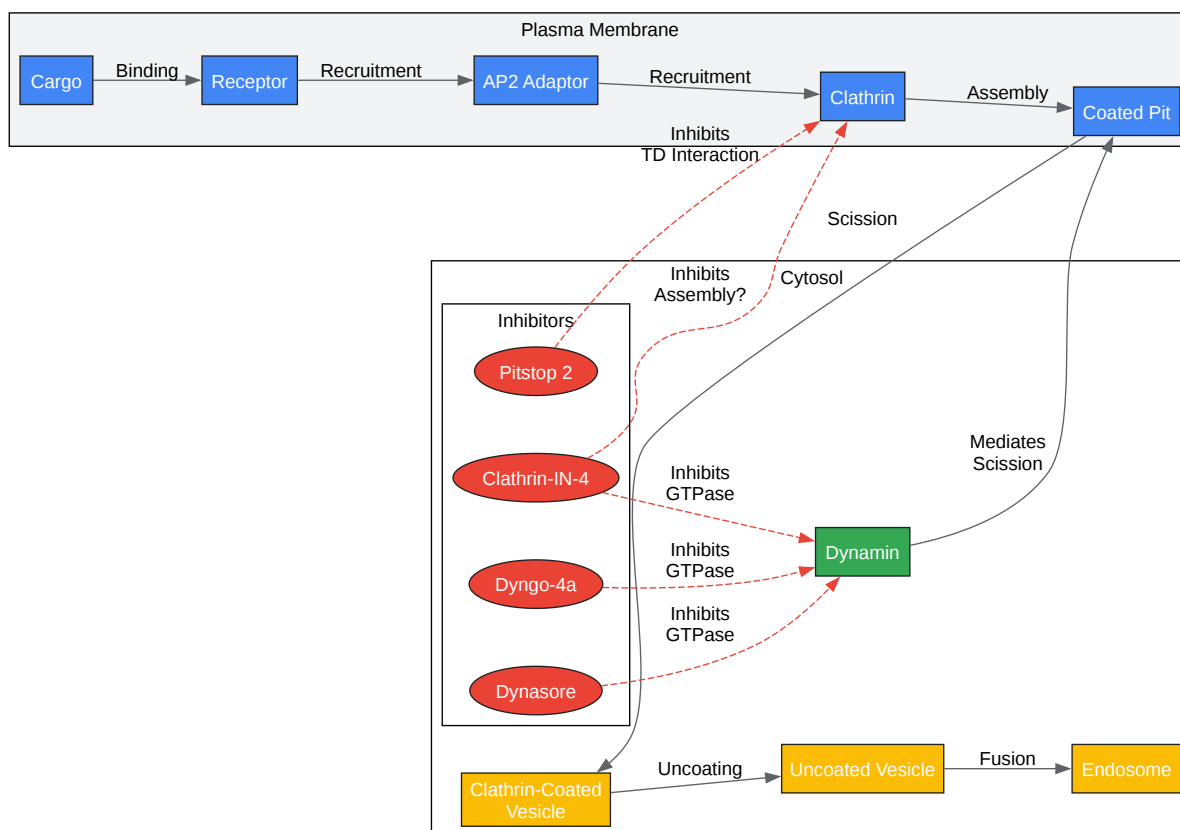 Plasma Membrane
Cargo
Binding
Receptor
Recruitment
AP2 Adaptor
Recruitment
Clathrin
Assembly
Coated Pit
Inhibits
TD Interaction
Scission
Inhibits
Assembly?
Cytosol
Inhibitors
Pitstop 2
Clathrin-IN-4
Inhibits
GTPase
Mediates
Scission
Dynamin
Dyngo-4a
Inhibits
GTPase
Inhibits
GTPase
Dynasore
Clathrin-Coated
Vesicle
Uncoating
Uncoated Vesicle
Fusion
Endosome